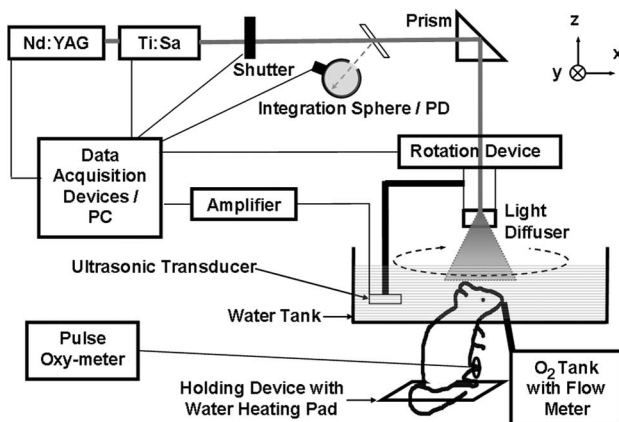 Nd:YAG
Ti:Sa
Shutter
Integration Sphere / PD
Prism
z
y
x
Data
Acquisition
Devices /
PC
Rotation Device
Amplifier
Light
Diffuser
Ultrasonic Transducer
Water Tank
Pulse
Oxy-meter
Holding Device with
Water Heating Pad
O₂ Tank
with Flow
Meter